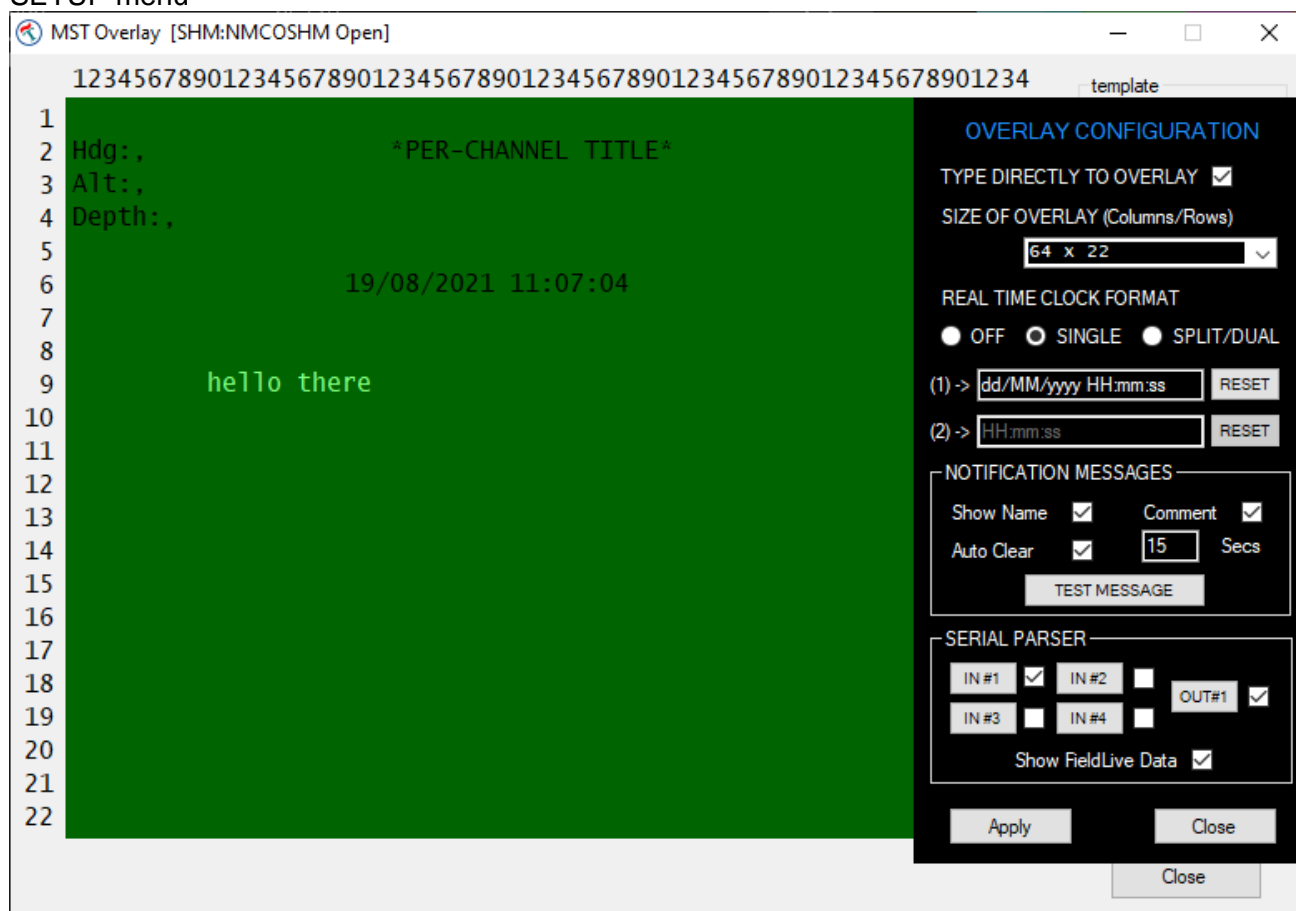 SETUP menu
MST Overlay [SHM:NMCOSHM Open]
1234567890123456789012345678901234567890123456789012345678901234
template
1
2 Hdg:, *PER-CHANNEL TITLE*
3 Alt:,
4 Depth:,
5
6 19/08/2021 11:07:04
7
8
9 hello there
10
11
12
13
14
15
16
17
18
19
20
21
22
OVERLAY CONFIGURATION
TYPE DIRECTLY TO OVERLAY
SIZE OF OVERLAY (Columns/Rows)
64 x 22
REAL TIME CLOCK FORMAT
OFF SINGLE SPLIT/DUAL
(1) -> dd/MM/yyyy HH:mm:ss RESET
(2) -> HH:mm:ss RESET
NOTIFICATION MESSAGES
Show Name Comment
Auto Clear 15 Secs
TEST MESSAGE
SERIAL PARSER
IN #1 IN #2 OUT#1
IN #3 IN #4
Show FieldLive Data
Apply Close
Close